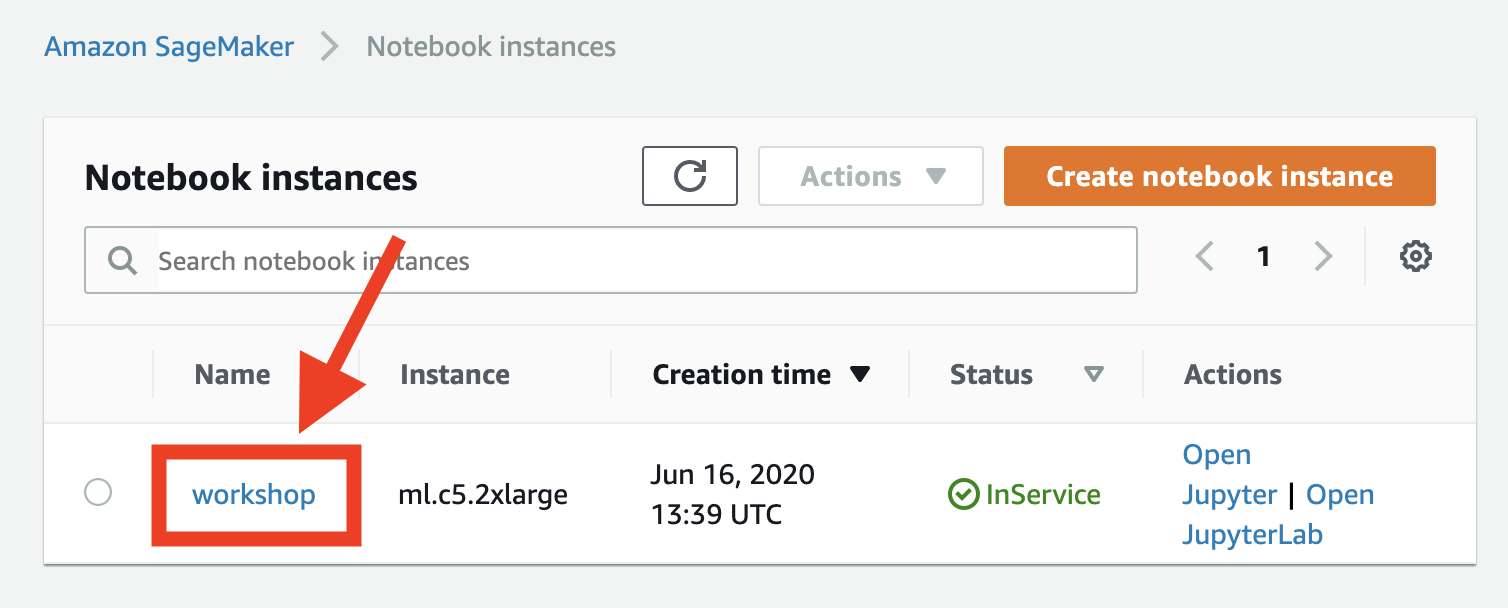 Amazon SageMaker > Notebook instances
Notebook instances
Actions
Create notebook instance
Search notebook instances
1
Name
Instance
Creation time
Status
Actions
workshop
ml.c5.2xlarge
Jun 16, 2020
13:39 UTC
InService
Open
Jupyter | Open
JupyterLab